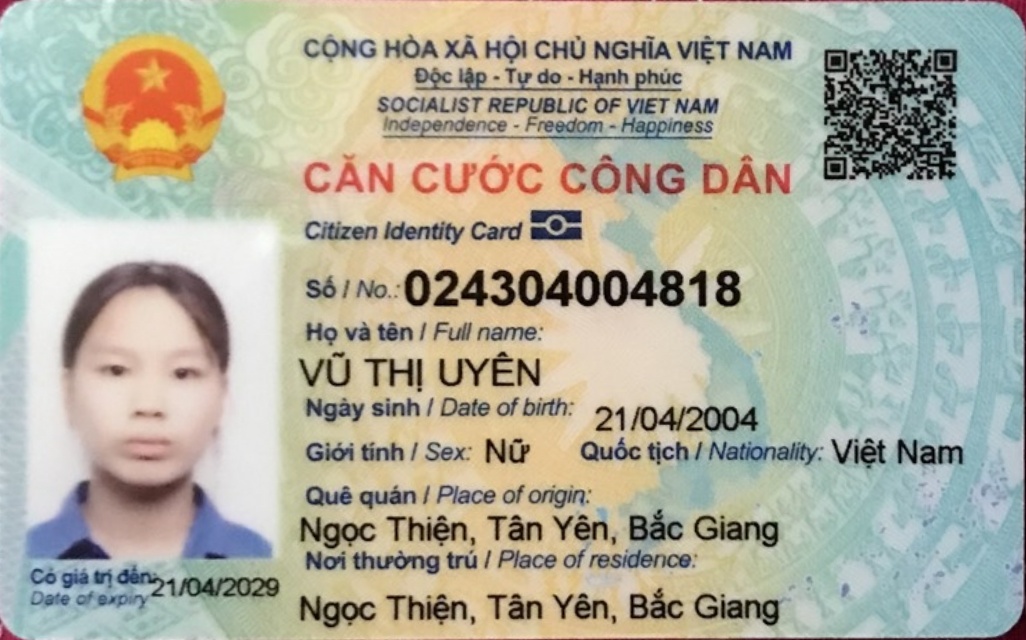 CỘNG HÒA XÃ HỘI CHỦ NGHĨA VIỆT NAM
Độc lập - Tự do - Hạnh phúc
SOCIALIST REPUBLIC OF VIET NAM
Independence - Freedom - Happiness
CĂN CƯỚC CÔNG DÂN
Citizen Identity Card
Số / No.: 024304004818
Họ và tên / Full name:
VŨ THỊ UYÊN
Ngày sinh / Date of birth: 21/04/2004
Giới tính / Sex: Nữ Quốc tịch / Nationality: Việt Nam
Quê quán / Place of origin:
Ngọc Thiện, Tân Yên, Bắc Giang
Nơi thường trú / Place of residence:
Ngọc Thiện, Tân Yên, Bắc Giang
Có giá trị đến: 21/04/2029
Date of expiry